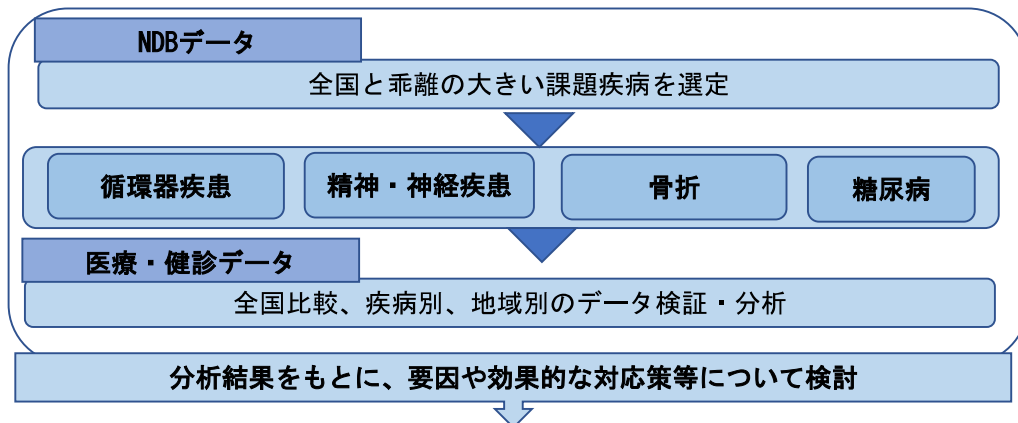 NDBデータ
全国と乖離の大きい課題疾病を選定
循環器疾患
精神・神経疾患
骨折
糖尿病
医療・健診データ
全国比較、疾病別、地域別のデータ検証・分析
分析結果をもとに、要因や効果的な対応策等について検討